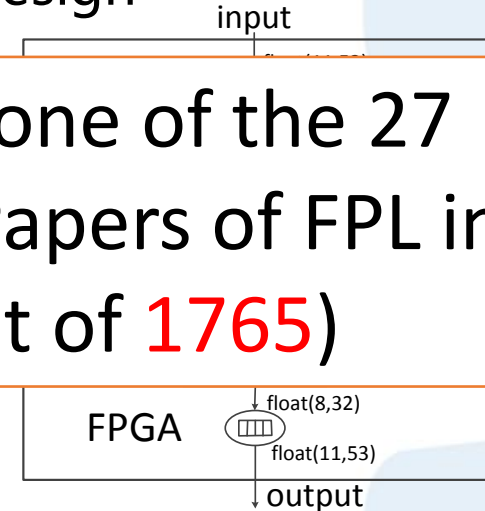 esign
input
one of the 27
apers of FPL in
t of 1765)
float(8,32)
FPGA
float(11,53)
output